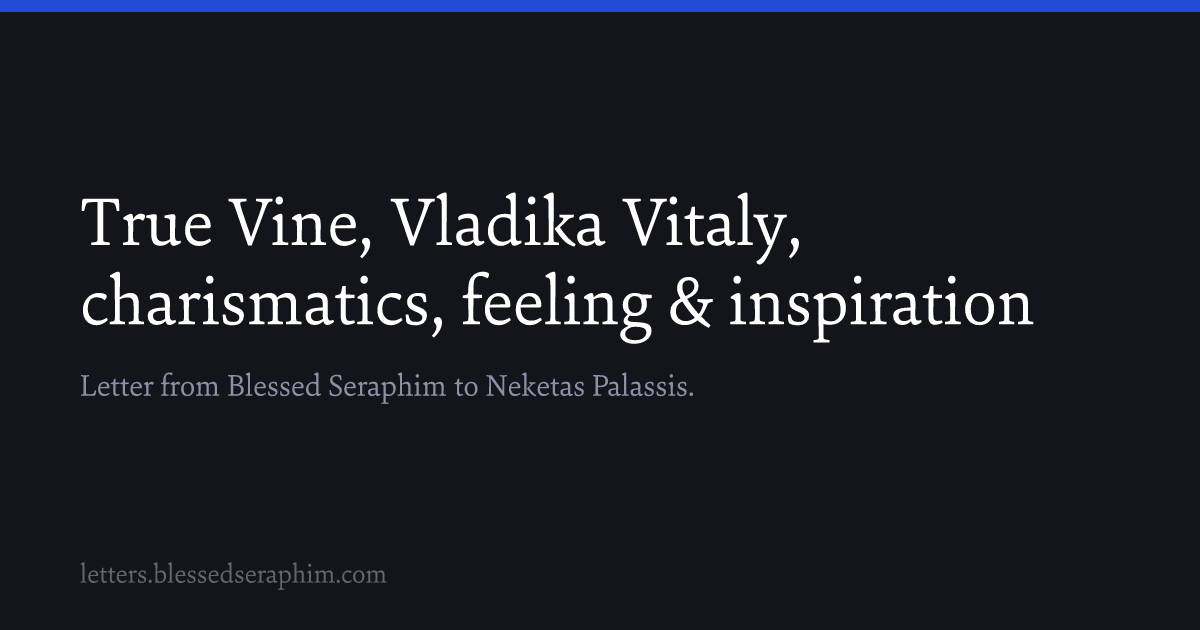 True Vine, Vladika Vitaly,
charismatics, feeling & inspiration
Letter from Blessed Seraphim to Neketas Palassis.
letters.blessedseraphim.com